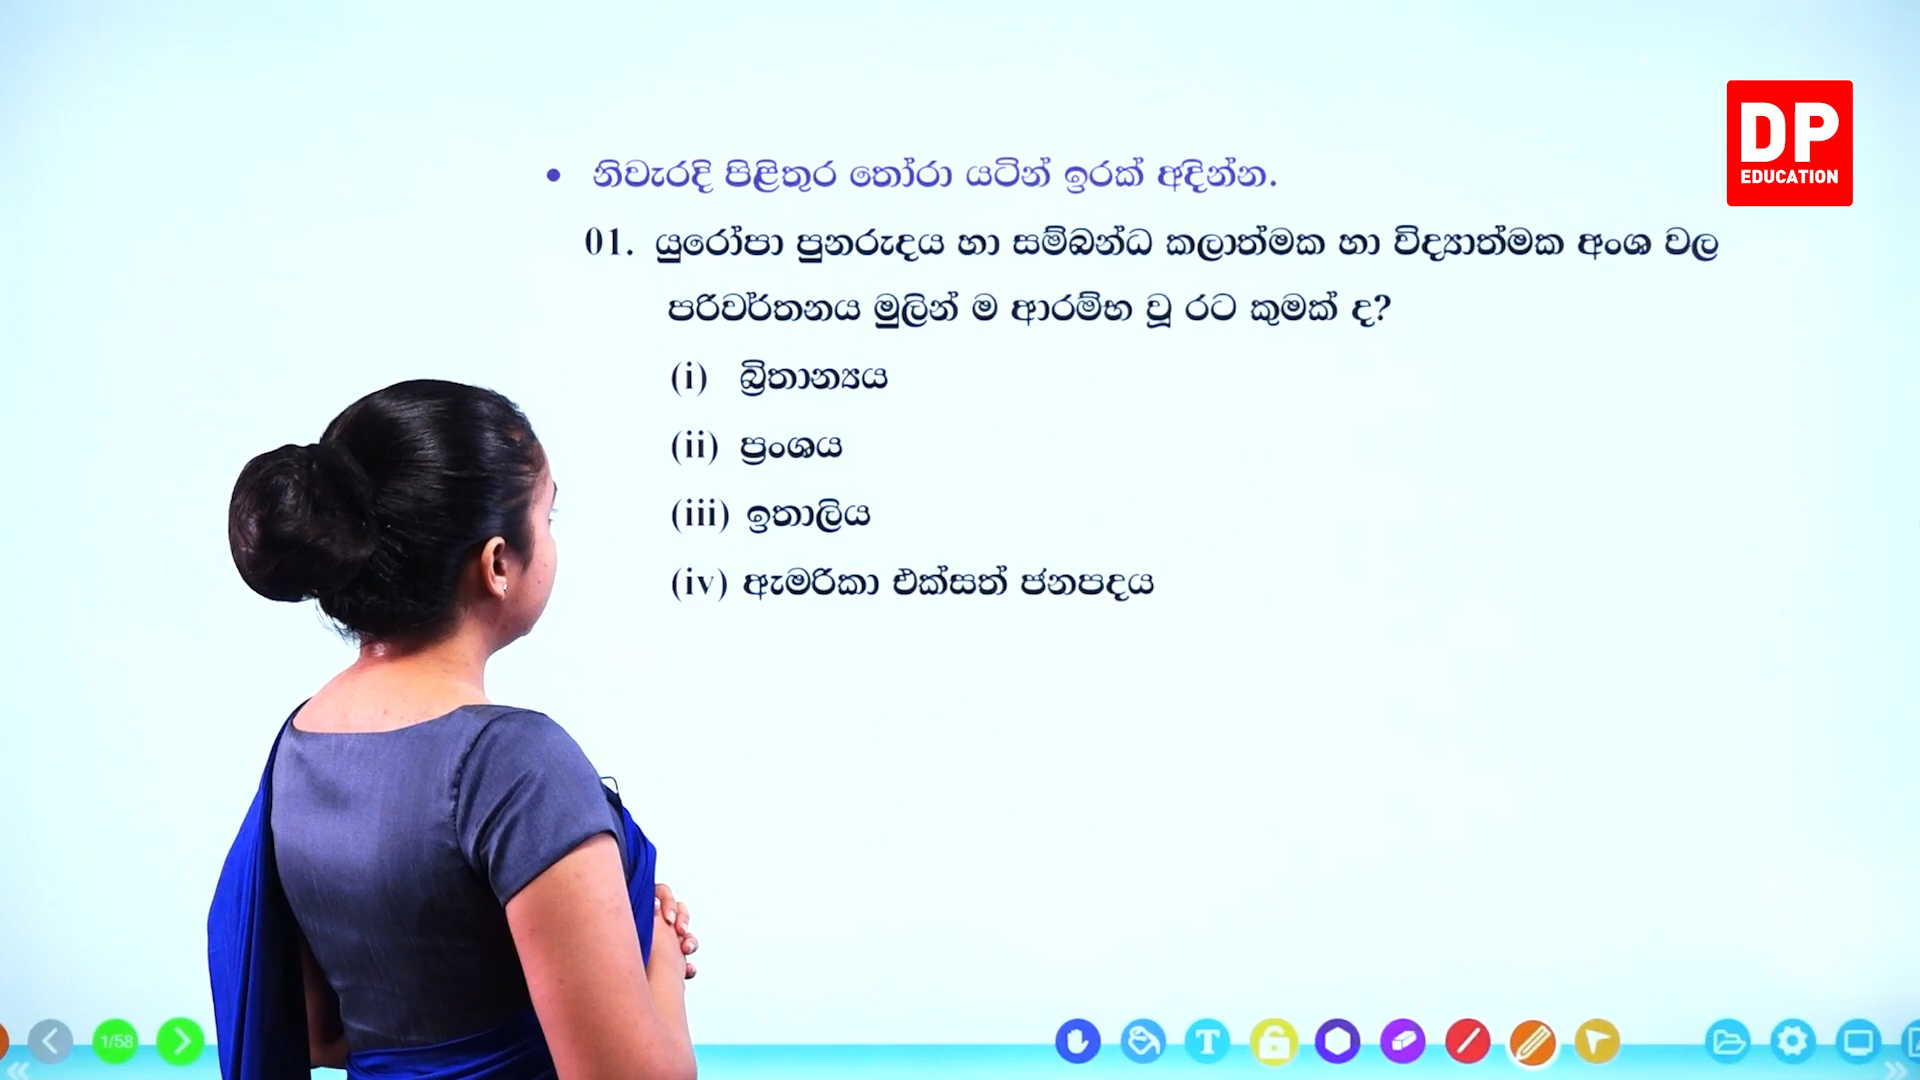 DP
EDUCATION
• නිවැරදි පිළිතුර තෝරා යටින් ඉරක් අදින්න.
01. යුරෝපා පුනරුදය හා සම්බන්ධ කලාත්මක හා විද්‍යාත්මක අංශ වල
පරිවර්තනය මුලින් ම ආරම්භ වූ රට කුමක් ද?
(i) බ්‍රිතාන්‍යය
(ii) ප්‍රංශය
(iii) ඉතාලිය
(iv) ඇමරිකා එක්සත් ජනපදය
1/58
T